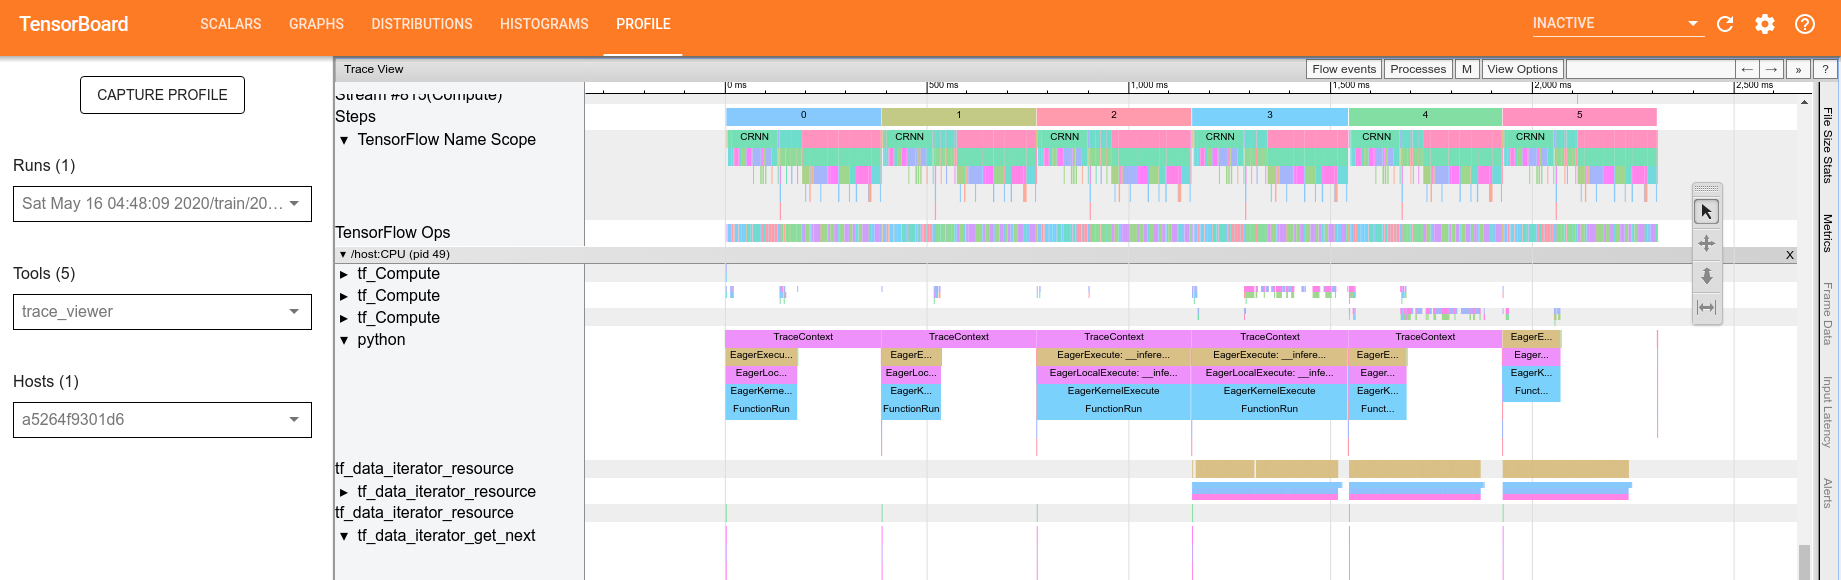 TensorBoard SCALARS GRAPHS DISTRIBUTIONS HISTOGRAMS PROFILE INACTIVE
CAPTURE PROFILE
Runs (1)
Sat May 16 04:48:09 2020/train/20...
Tools (5)
trace_viewer
Hosts (1)
a5264f9301d6
Trace View Flow events Processes M View Options ← → » ?
0 ms 500 ms 1,000 ms 1,500 ms 2,000 ms 2,500 ms
Stream #615(Compute)
Steps 0 1 2 3 4 5
TensorFlow Name Scope CRNN CRNN CRNN CRNN CRNN CRNN
TensorFlow Ops
/host:CPU (pid 49) X
tf_Compute
tf_Compute
tf_Compute
python TraceContext TraceContext TraceContext TraceContext TraceContext EagerE...
EagerExecu... EagerE... EagerExecute: __infere... EagerExecute: __infere... EagerE... Eager...
EagerLoc... EagerLoc... EagerLocalExecute: __infe... EagerLocalExecute: __infe... Eager... EagerK...
EagerKerne... EagerK... EagerKernelExecute EagerKernelExecute EagerK... Funct...
FunctionRun FunctionRun FunctionRun FunctionRun Funct...
tf_data_iterator_resource
tf_data_iterator_resource
tf_data_iterator_resource
tf_data_iterator_get_next
File Size Stats
Metrics
Frame Data
Input Latency
Alerts